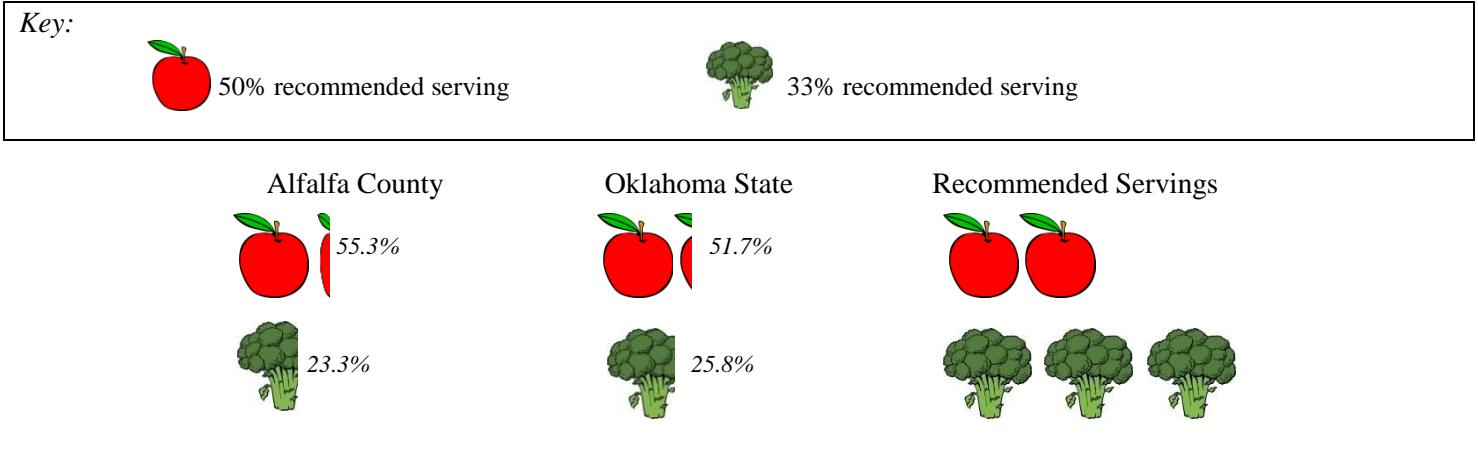 Key:
50% recommended serving 33% recommended serving
Alfalfa County Oklahoma State Recommended Servings
55.3% 51.7%
23.3% 25.8%